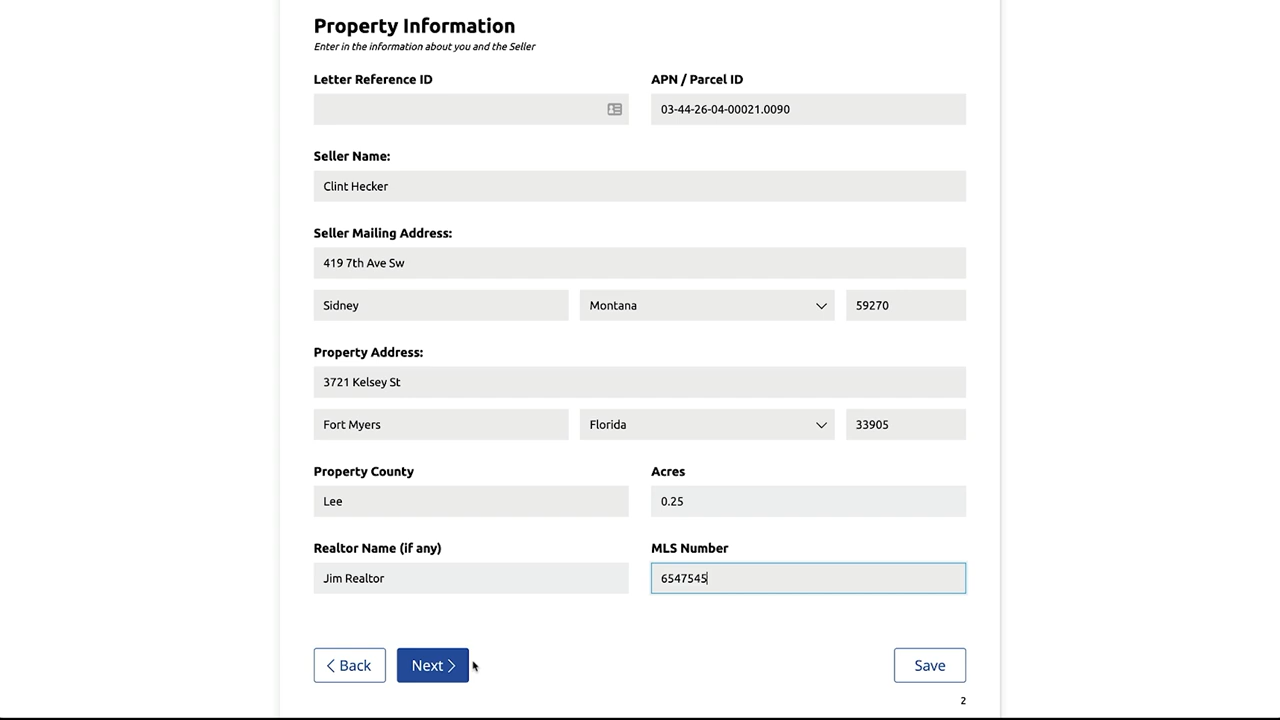 Property Information
Enter in the information about you and the Seller
Letter Reference ID
APN / Parcel ID
03-44-26-04-00021.0090
Seller Name:
Clint Hecker
Seller Mailing Address:
419 7th Ave Sw
Sidney
Montana
59270
Property Address:
3721 Kelsey St
Fort Myers
Florida
33905
Property County
Acres
Lee
0.25
Realtor Name (if any)
MLS Number
Jim Realtor
6547545
Back
Next
Save
2